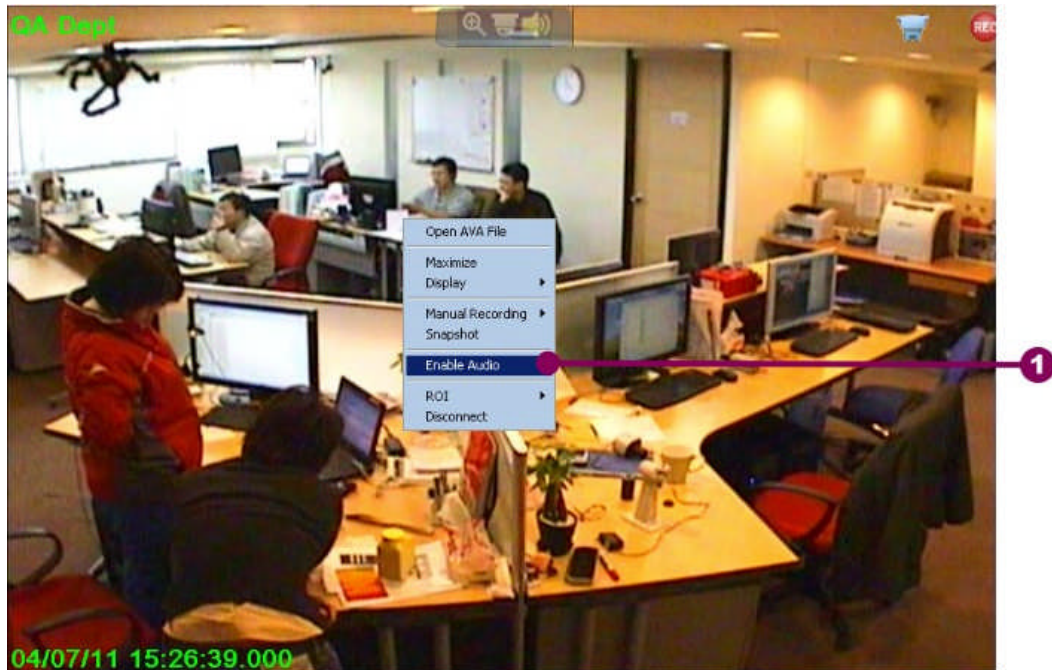 QA Dept
REC
Open AVA File
Maximize
Display
Manual Recording
Snapshot
Enable Audio
1
ROI
Disconnect
04/07/11 15:26:39.000